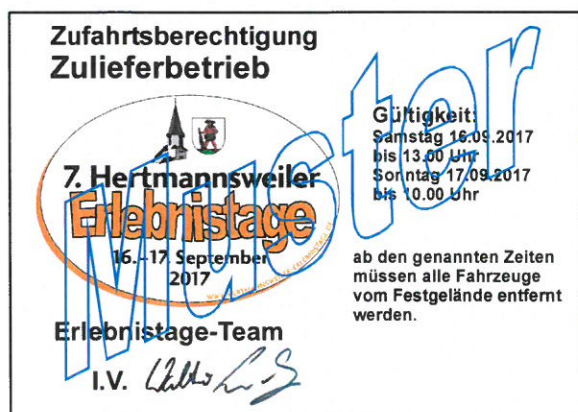 Zufahrtsberechtigung
Zulieferbetrieb
7. Hertmannsweiler
Erlebnistage
16.-17. September
2017
Gültigkeit:
Samstag 16.09.2017
bis 13.00 Uhr
Sonntag 17.09.2017
bis 10.00 Uhr
ab den genannten Zeiten
müssen alle Fahrzeuge
vom Festgelände entfernt
werden.
Erlebnistage-Team
I.V.
Muster